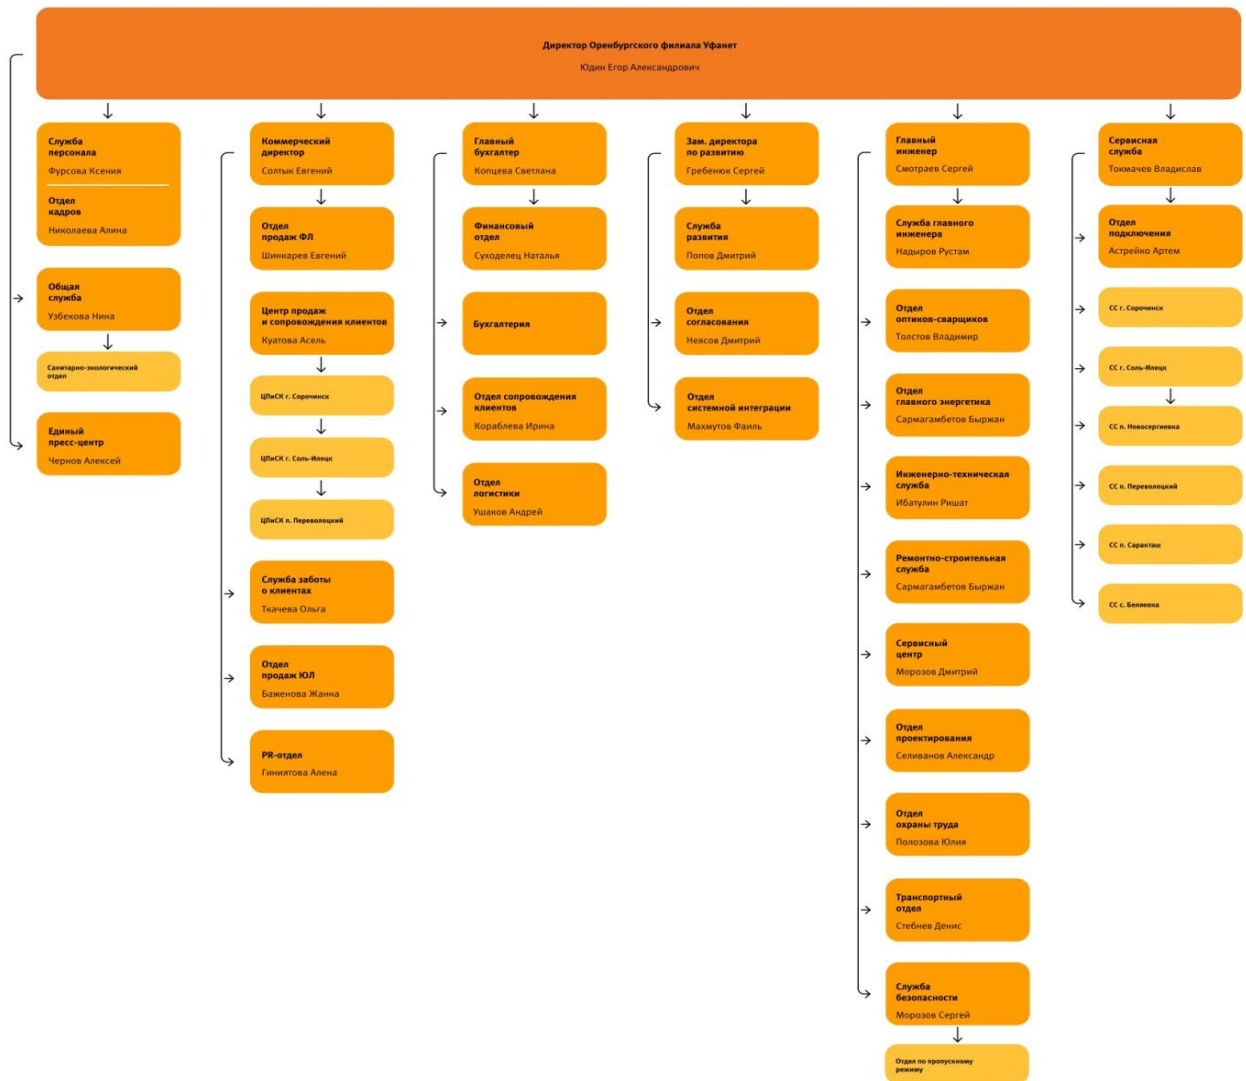 Директор Оренбургского филиала Уфанет
Юдин Егор Александрович
Служба
персонала
Фурсова Ксения
Отдел
кадров
Николаева Алина
Общая
служба
Узбекова Нина
Санитарно-экологический
отдел
Единый
пресс-центр
Чернов Алексей
Коммерческий
директор
Солтык Евгений
Отдел
продаж ФЛ
Шинкарев Евгений
Центр продаж
и сопровождения клиентов
Куатова Асель
ЦПиСК г. Сорочинск
ЦПиСК г. Соль-Илецк
ЦПиСК п. Переволоцкий
Служба заботы
о клиентах
Ткачева Ольга
Отдел
продаж ЮЛ
Баженова Жанна
PR-отдел
Гиниятова Алена
Главный
бухгалтер
Копцева Светлана
Финансовый
отдел
Суходелец Наталья
Бухгалтерия
Отдел сопровождения
клиентов
Кораблева Ирина
Отдел
логистики
Ушаков Андрей
Зам. директора
по развитию
Гребенюк Сергей
Служба
развития
Попов Дмитрий
Отдел
согласования
Неясов Дмитрий
Отдел
системной интеграции
Махмутов Фаиль
Главный
инженер
Смотраев Сергей
Служба главного
инженера
Надыров Рустам
Отдел
оптиков-сварщиков
Толстов Владимир
Отдел
главного энергетика
Сармагамбетов Быржан
Инженерно-техническая
служба
Ибатулин Ришат
Ремонтно-строительная
служба
Сармагамбетов Быржан
Сервисный
центр
Морозов Дмитрий
Отдел
проектирования
Селиванов Александр
Отдел
охраны труда
Полозова Юлия
Транспортный
отдел
Стебнев Денис
Служба
безопасности
Морозов Сергей
Отдел по пропускному
режиму
Сервисная
служба
Токмачев Владислав
Отдел
подключения
Астрейко Артем
СС г. Сорочинск
СС г. Соль-Илецк
СС п. Новосергиевка
СС п. Переволоцкий
СС п. Саракташ
СС с. Беляевка